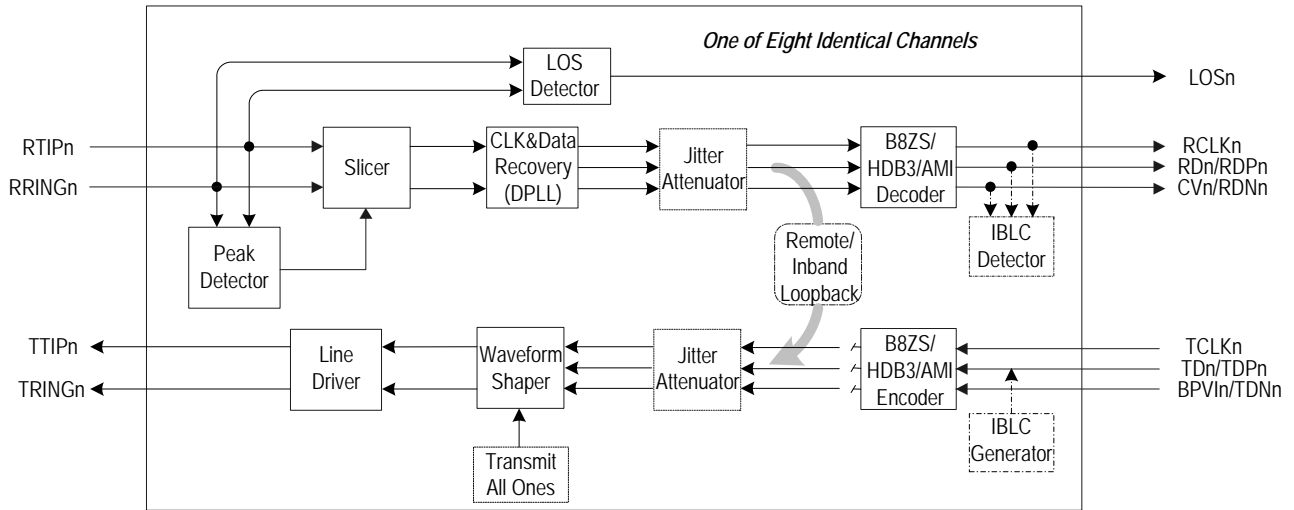 One of Eight Identical Channels
LOS
Detector
LOSn
RTIPn
RRINGn
Slicer
CLK&Data
Recovery
(DPLL)
Jitter
Attenuator
B8ZS/
HDB3/AMI
Decoder
RCLKn
RDn/RDPn
CVn/RDNn
Peak
Detector
Remote/
Inband
Loopback
IBLC
Detector
TTIPn
TRINGn
Line
Driver
Waveform
Shaper
Jitter
Attenuator
B8ZS/
HDB3/AMI
Encoder
TCLKn
TDn/TDPn
BPVIn/TDNn
Transmit
All Ones
IBLC
Generator